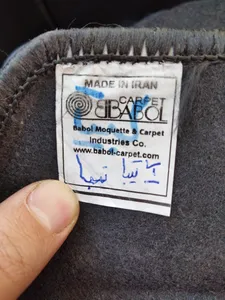 MADE IN IRAN
CARPET
BABOL
Babol Moquette & Carpet
Industries Co.
www.babol-carpet.com